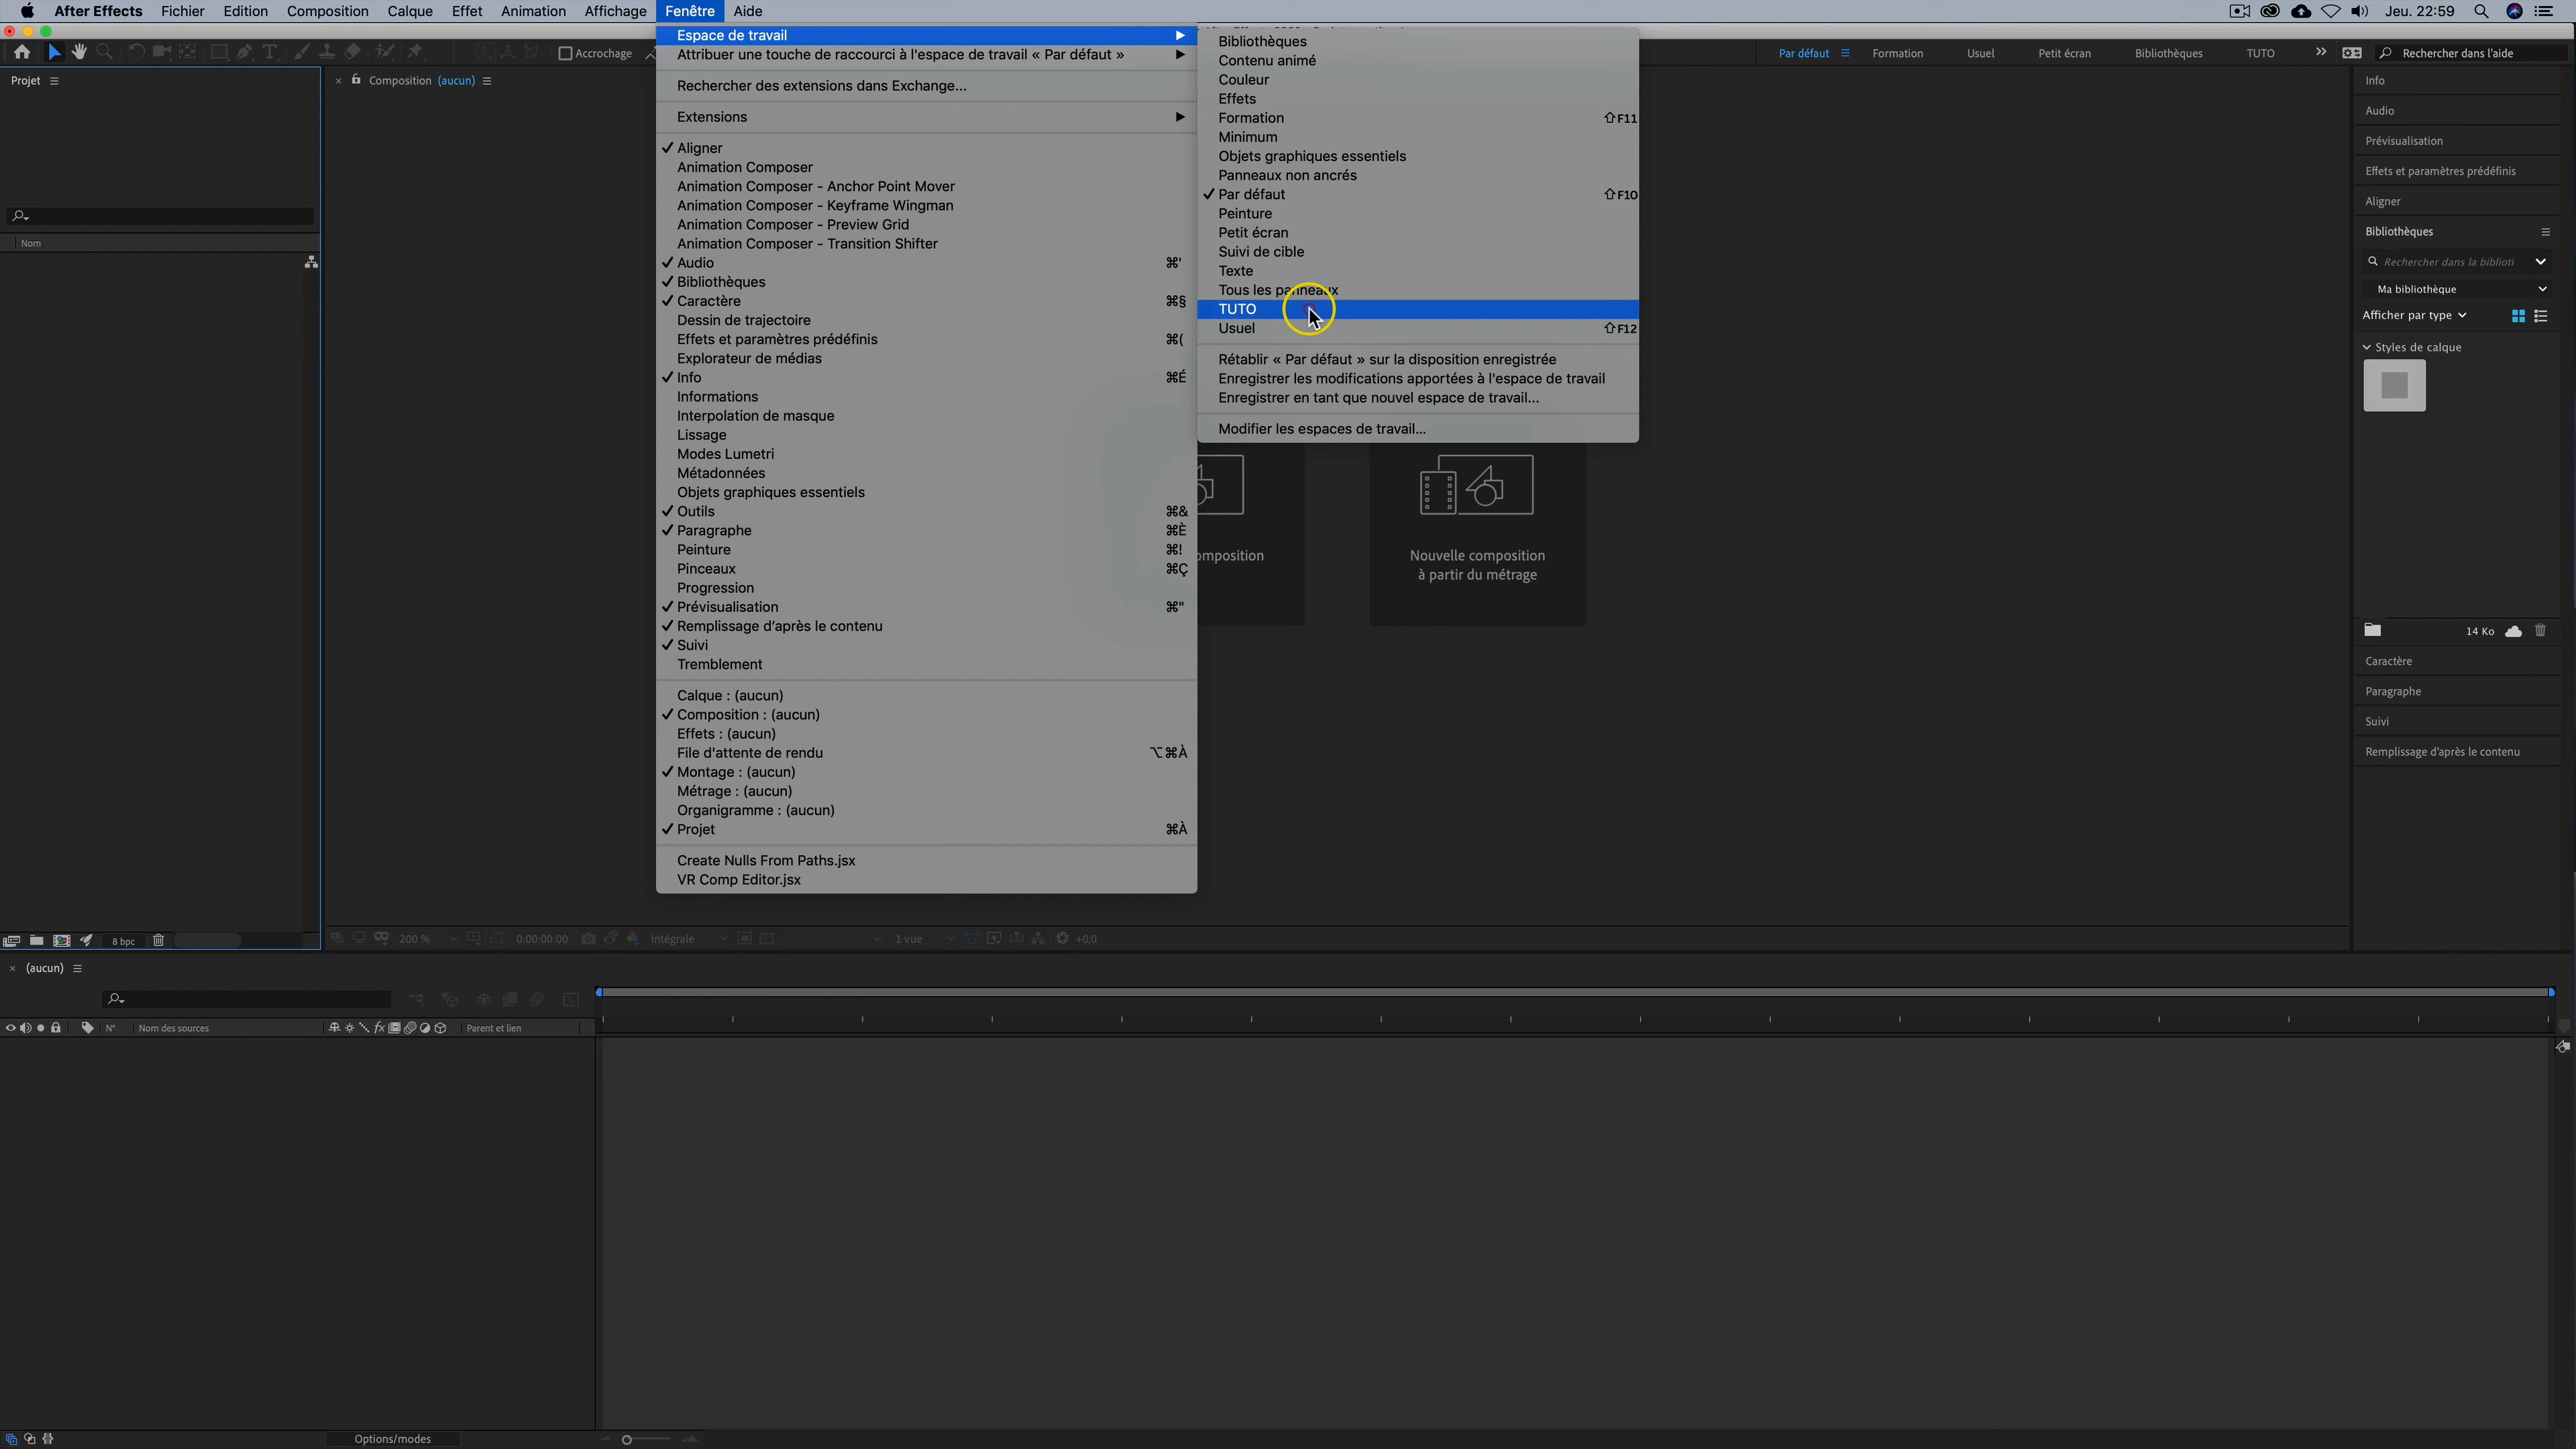 After Effects Fichier Edition Composition Calque Effet Animation Affichage Fenêtre Aide
Jeu. 22:59
Accrochage
Par défaut
Formation
Usuel
Petit écran
Bibliothèques
TUTO
Rechercher dans l'aide
Projet
Composition (aucun)
Nom
8 bpc
Espace de travail
Attribuer une touche de raccourci à l'espace de travail « Par défaut »
Rechercher des extensions dans Exchange...
Extensions
Aligner
Animation Composer
Animation Composer - Anchor Point Mover
Animation Composer - Keyframe Wingman
Animation Composer - Preview Grid
Animation Composer - Transition Shifter
Audio ⌘'
Bibliothèques
Caractère ⌘§
Dessin de trajectoire
Effets et paramètres prédéfinis ⌘(
Explorateur de médias
Info ⌘É
Informations
Interpolation de masque
Lissage
Modes Lumetri
Métadonnées
Objets graphiques essentiels
Outils ⌘&
Paragraphe ⌘È
Peinture ⌘!
Pinceaux ⌘Ç
Progression
Prévisualisation ⌘"
Remplissage d’après le contenu
Suivi
Tremblement
Calque : (aucun)
Composition : (aucun)
Effets : (aucun)
File d'attente de rendu ⌥⌘À
Montage : (aucun)
Métrage : (aucun)
Organigramme : (aucun)
Projet ⌘À
Create Nulls From Paths.jsx
VR Comp Editor.jsx
Bibliothèques
Contenu animé
Couleur
Effets
Formation ⇧F11
Minimum
Objets graphiques essentiels
Panneaux non ancrés
Par défaut ⇧F10
Peinture
Petit écran
Suivi de cible
Texte
Tous les panneaux
TUTO
Usuel ⇧F12
Rétablir « Par défaut » sur la disposition enregistrée
Enregistrer les modifications apportées à l'espace de travail
Enregistrer en tant que nouvel espace de travail...
Modifier les espaces de travail...
Nouvelle composition
à partir du métrage
Info
Audio
Prévisualisation
Effets et paramètres prédéfinis
Aligner
Bibliothèques
Rechercher dans la biblioti
Ma bibliothèque
Afficher par type
Styles de calque
14 Ko
Caractère
Paragraphe
Suivi
Remplissage d’après le contenu
200 %
0:00:00:00
Intégrale
1 vue
+0,0
(aucun)
N° Nom des sources
fx
Parent et lien
Options/modes